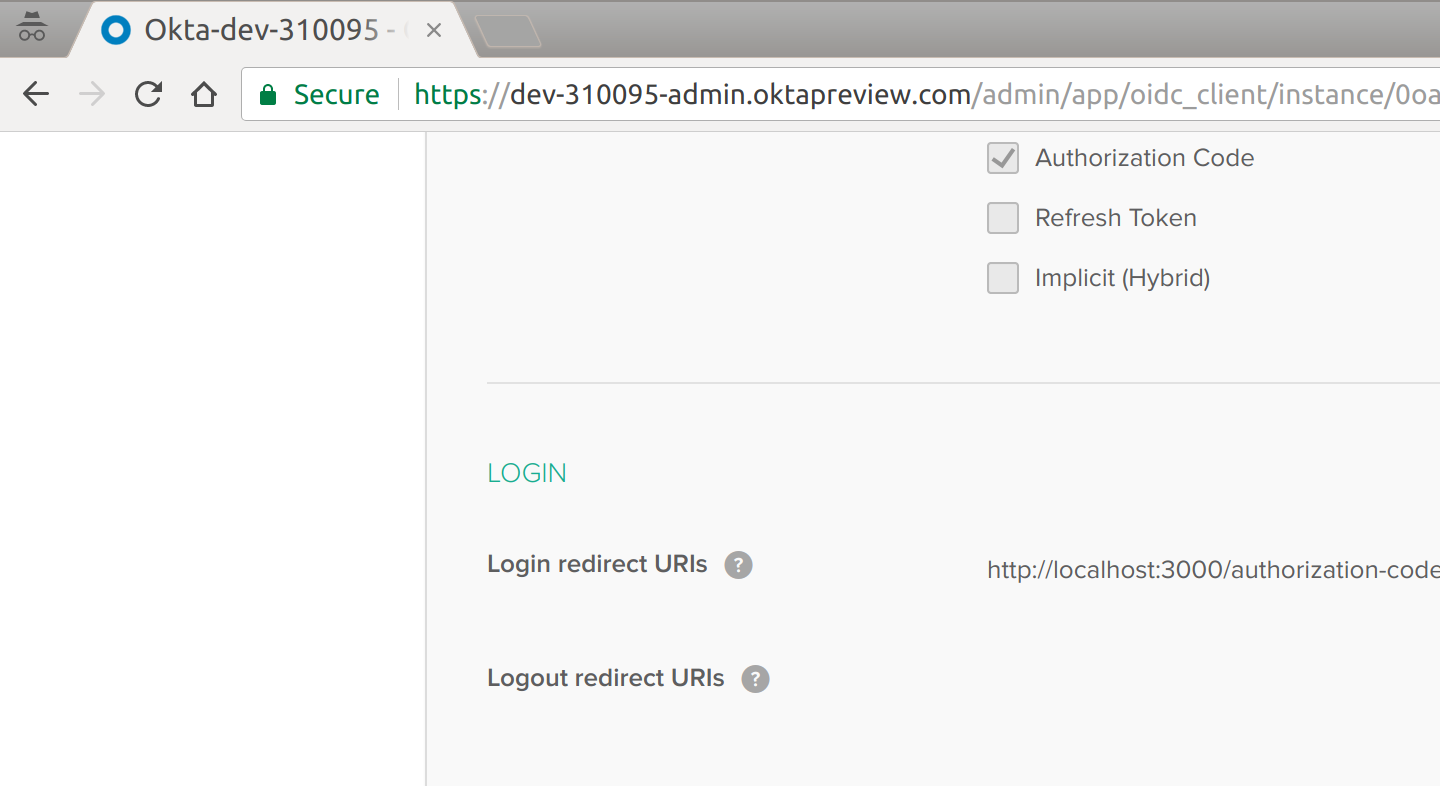 Okta-dev-310095 -
Secure https://dev-310095-admin.oktapreview.com/admin/app/oidc_client/instance/0oa
Authorization Code
Refresh Token
Implicit (Hybrid)
LOGIN
Login redirect URIs ? http://localhost:3000/authorization-code
Logout redirect URIs ?